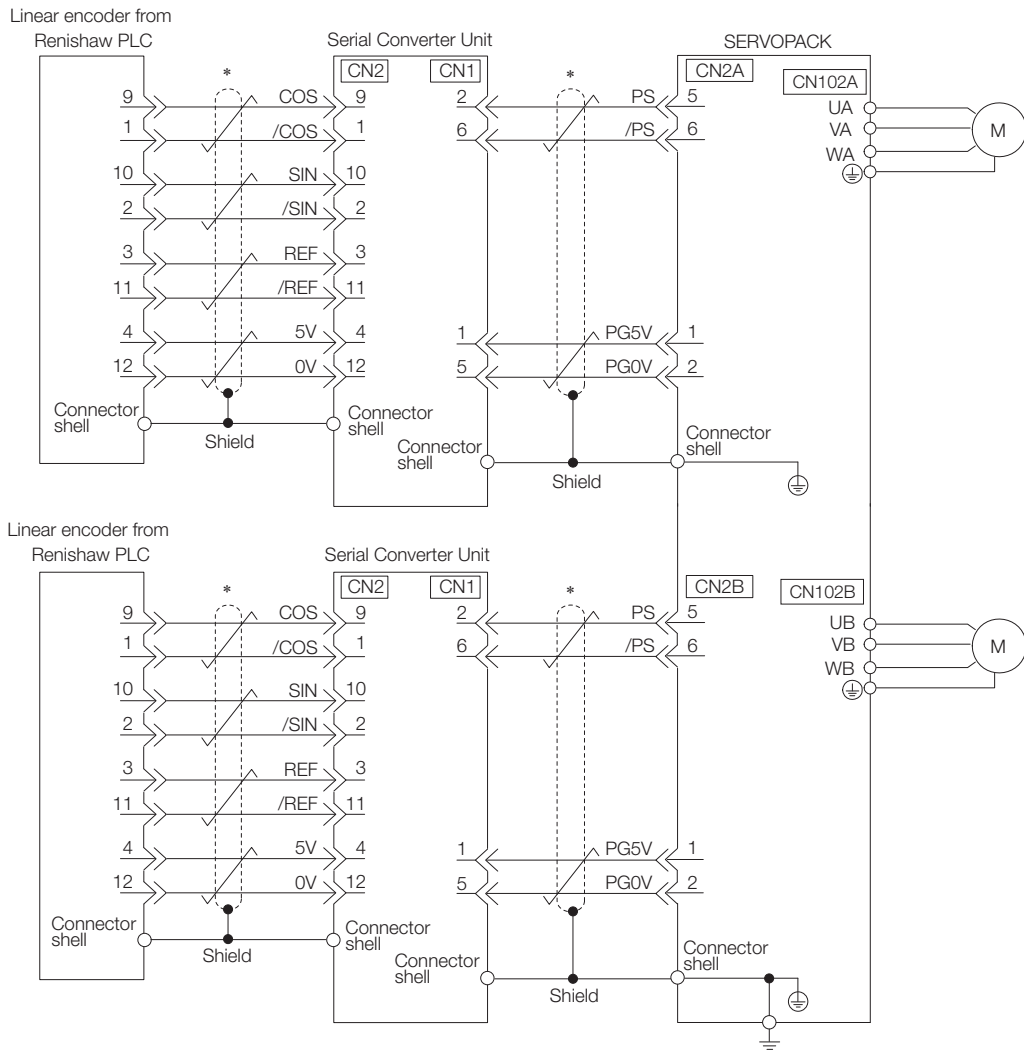 Linear encoder from
Renishaw PLC
Serial Converter Unit
SERVOPACK
* CN2 CN1 * CN2A CN102A
9 COS 9 2 PS 5 UA
1 /COS 1 6 /PS 6 VA M
WA
10 SIN 10
2 /SIN 2
3 REF 3
11 /REF 11
4 5V 4 1 PG5V 1
12 0V 12 5 PG0V 2
Connector
shell
Shield
Connector
shell
Connector
shell
Shield
Connector
shell
Linear encoder from
Renishaw PLC
Serial Converter Unit
* CN2 CN1 * CN2B CN102B
9 COS 9 2 PS 5 UB
1 /COS 1 6 /PS 6 VB M
WB
10 SIN 10
2 /SIN 2
3 REF 3
11 /REF 11
4 5V 4 1 PG5V 1
12 0V 12 5 PG0V 2
Connector
shell
Shield
Connector
shell
Connector
shell
Shield
Connector
shell